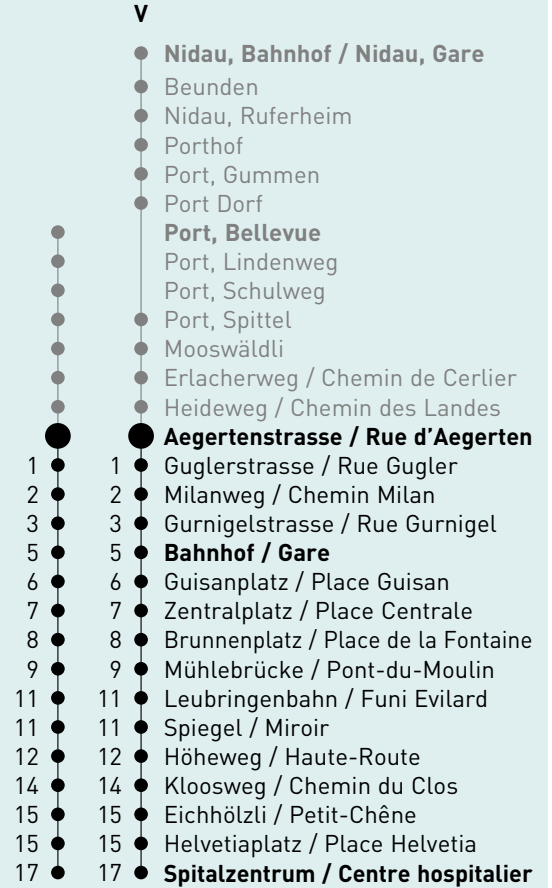 V
Nidau, Bahnhof / Nidau, Gare
Beunden
Nidau, Ruferheim
Porthof
Port, Gummen
Port Dorf
Port, Bellevue
Port, Lindenweg
Port, Schulweg
Port, Spittel
Mooswäldli
Erlacherweg / Chemin de Cerlier
Heideweg / Chemin des Landes
Aegertenstrasse / Rue d’Aegerten
1 1 Guglerstrasse / Rue Gugler
2 2 Milanweg / Chemin Milan
3 3 Gurnigelstrasse / Rue Gurnigel
5 5 Bahnhof / Gare
6 6 Guisanplatz / Place Guisan
7 7 Zentralplatz / Place Centrale
8 8 Brunnenplatz / Place de la Fontaine
9 9 Mühlebrücke / Pont-du-Moulin
11 11 Leubringenbahn / Funi Evilard
11 11 Spiegel / Miroir
12 12 Höheweg / Haute-Route
14 14 Kloosweg / Chemin du Clos
15 15 Eichhölzli / Petit-Chêne
15 15 Helvetiaplatz / Place Helvetia
17 17 Spitalzentrum / Centre hospitalier